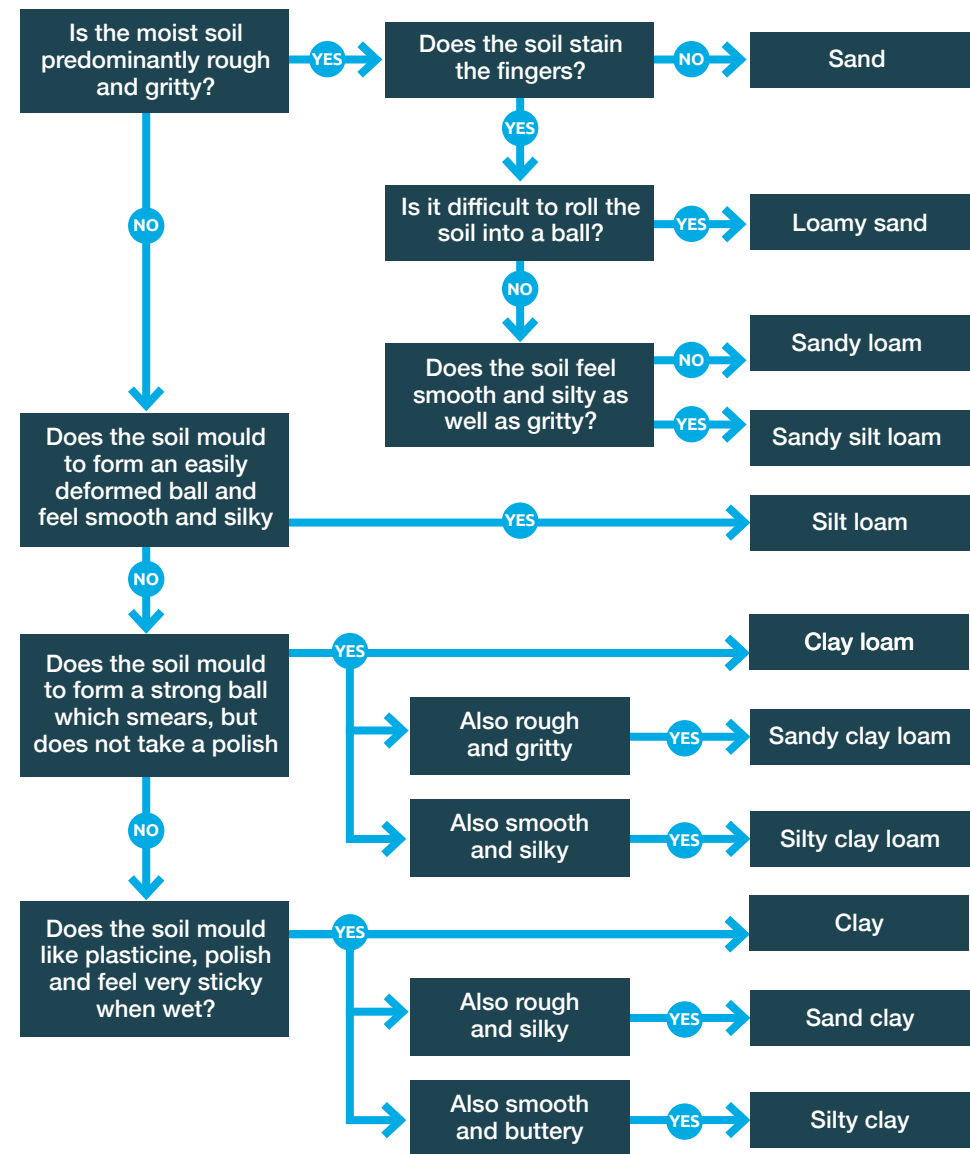 Is the moist soil
predominantly rough
and gritty?
YES
Does the soil stain
the fingers?
NO
Sand
YES
Is it difficult to roll the
soil into a ball?
YES
Loamy sand
NO
NO
Does the soil feel
smooth and silty as
well as gritty?
NO
Sandy loam
YES
Sandy silt loam
Does the soil mould
to form an easily
deformed ball and
feel smooth and silky
YES
Silt loam
NO
Does the soil mould
to form a strong ball
which smears, but
does not take a polish
YES
Clay loam
Also rough
and gritty
YES
Sandy clay loam
Also smooth
and silky
YES
Silty clay loam
NO
Does the soil mould
like plasticine, polish
and feel very sticky
when wet?
YES
Clay
Also rough
and silky
YES
Sand clay
Also smooth
and buttery
YES
Silty clay